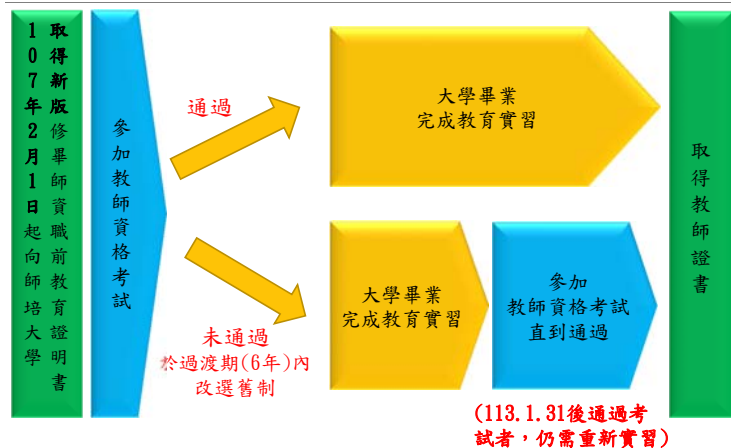 107年2月1日起向師培大學
取得新版修畢師資職前教育證明書
參加教師資格考試
通過
大學畢業
完成教育實習
未通過
於過渡期(6年)內
改選舊制
大學畢業
完成教育實習
參加
教師資格考試
直到通過
(113.1.31後通過考
試者，仍需重新實習)
取得教師證書